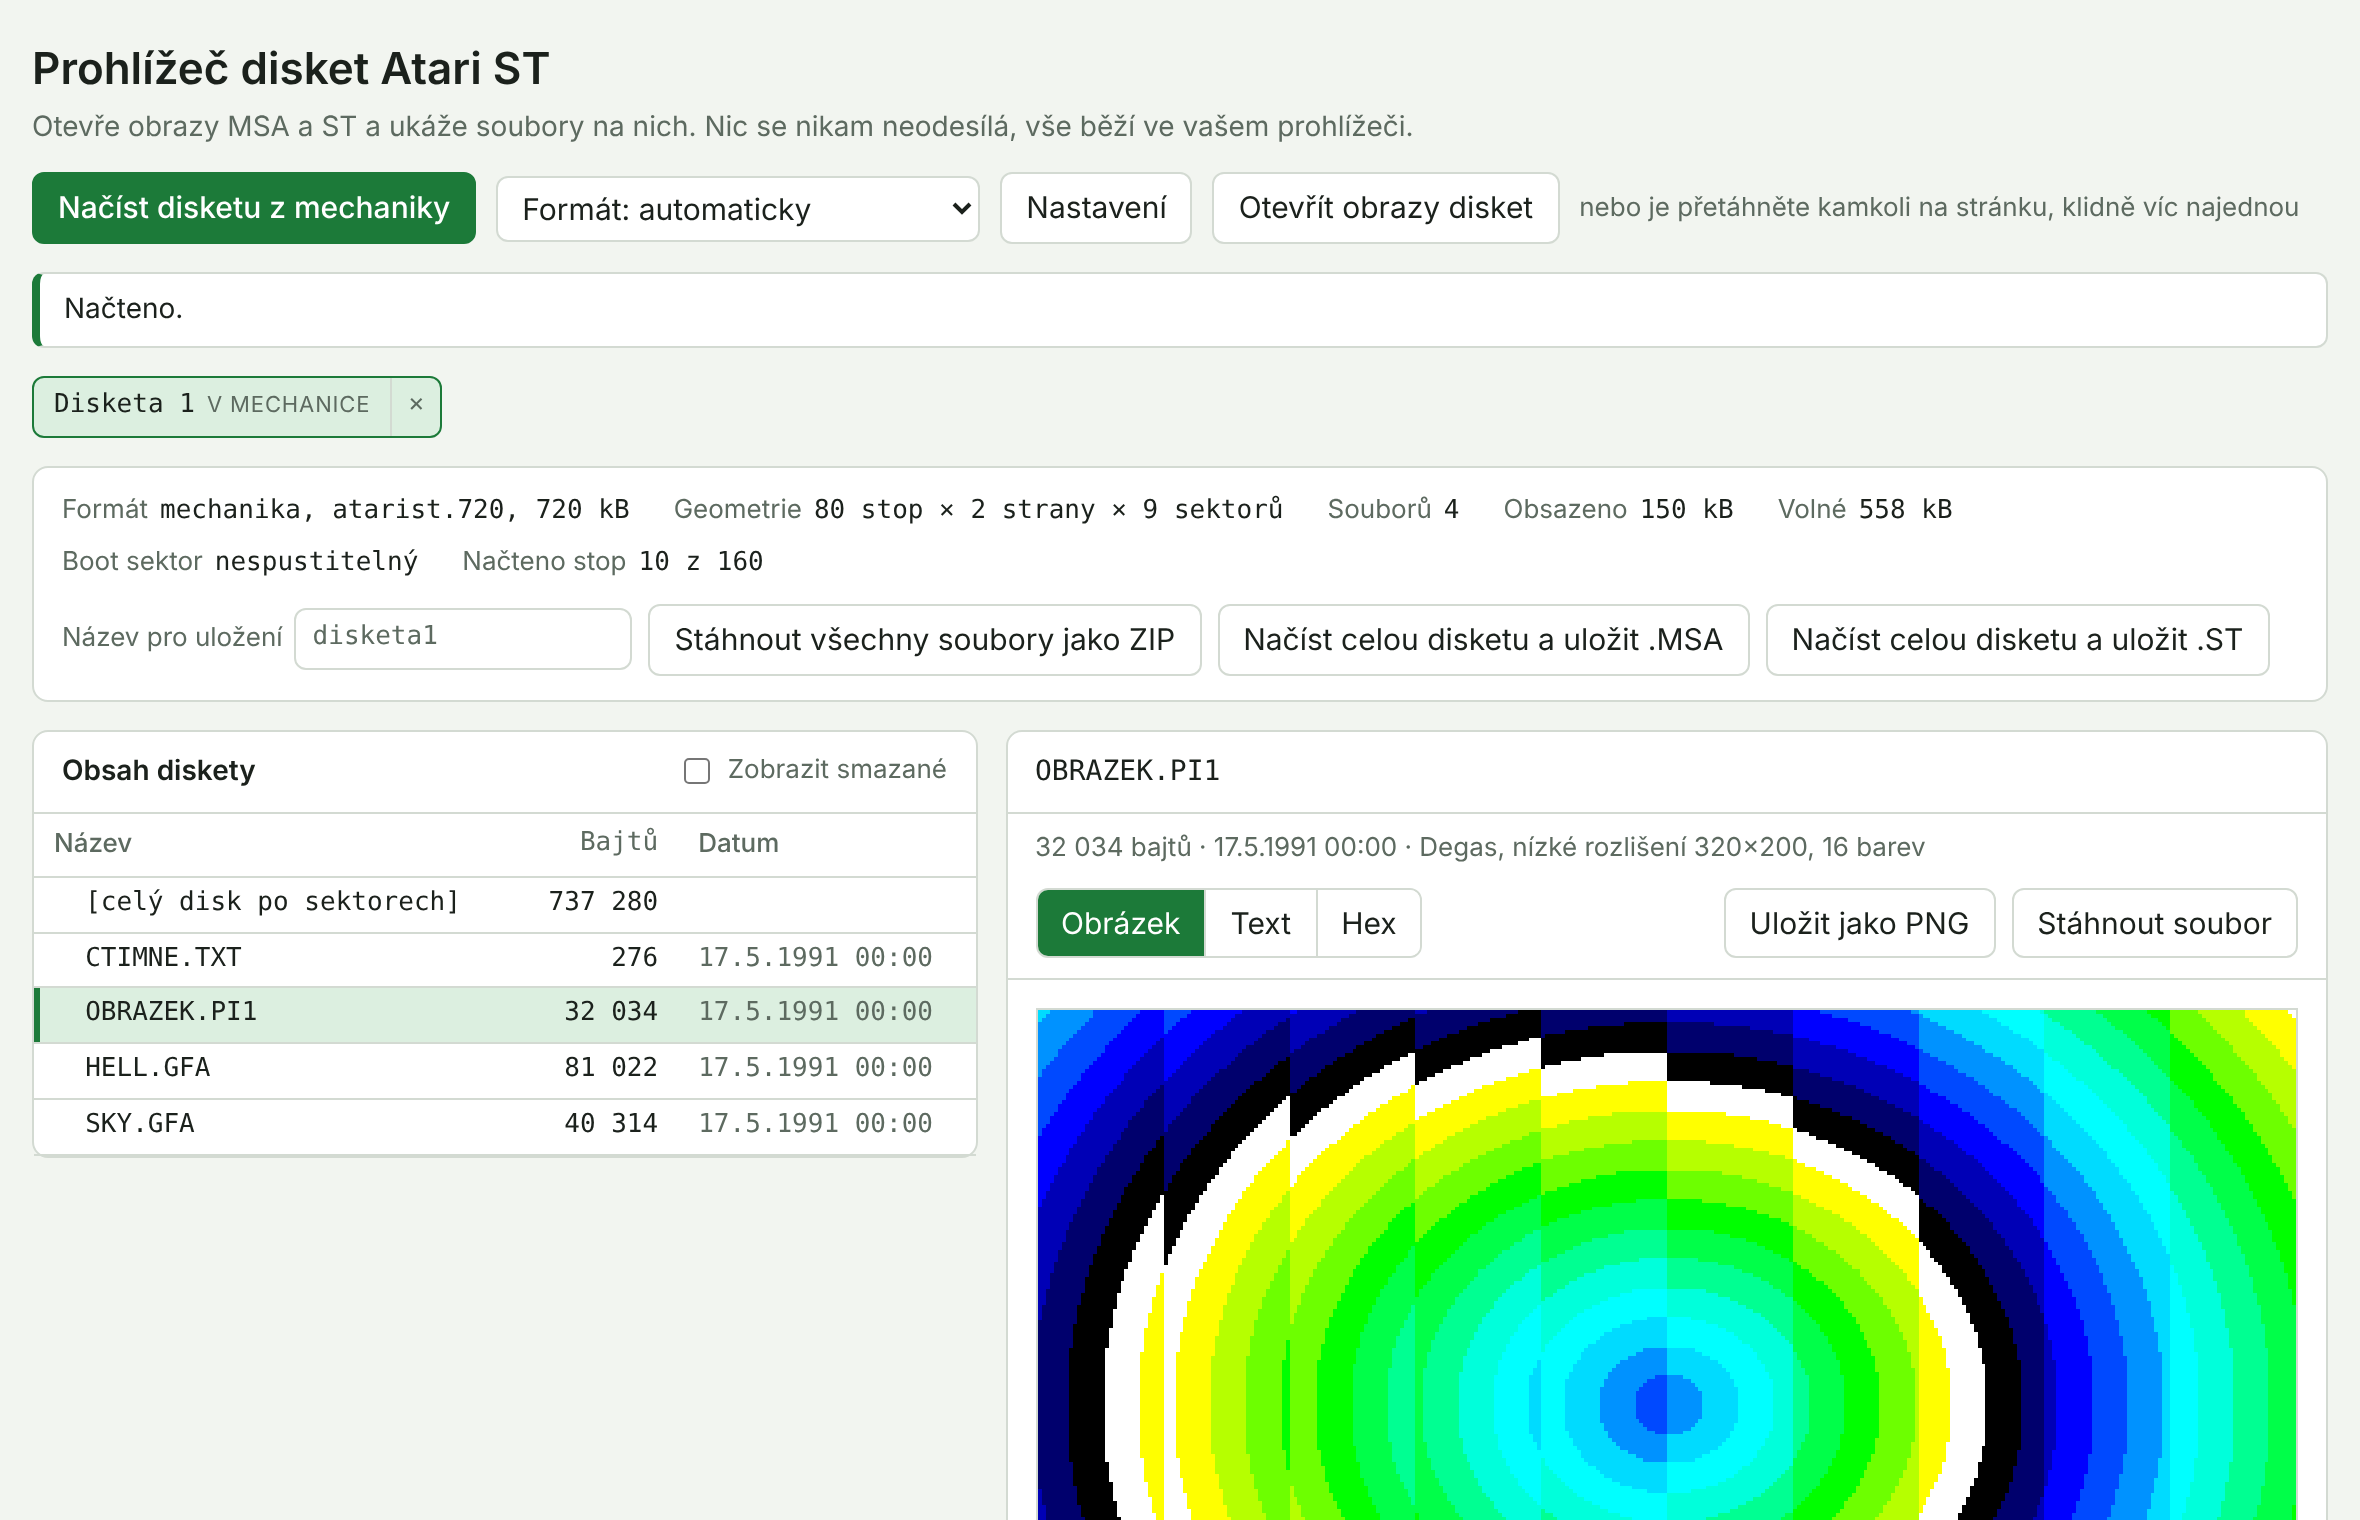 Prohlížeč disket Atari ST
Otevře obrazy MSA a ST a ukáže soubory na nich. Nic se nikam neodesílá, vše běží ve vašem prohlížeči.
Načíst disketu z mechaniky Formát: automaticky Nastavení Otevřít obrazy disket nebo je přetáhněte kamkoli na stránku, klidně víc najednou
Načteno.
Disketa 1 V MECHANICE ×
Formát mechanika, atarist.720, 720 kB Geometrie 80 stop × 2 strany × 9 sektorů Souborů 4 Obsazeno 150 kB Volné 558 kB
Boot sektor nespustitelný Načteno stop 10 z 160
Název pro uložení disketa1 Stáhnout všechny soubory jako ZIP Načíst celou disketu a uložit .MSA Načíst celou disketu a uložit .ST
Obsah diskety Zobrazit smazané
Název Bajtů Datum
[celý disk po sektorech] 737 280
CTIMNE.TXT 276 17.5.1991 00:00
OBRAZEK.PI1 32 034 17.5.1991 00:00
HELL.GFA 81 022 17.5.1991 00:00
SKY.GFA 40 314 17.5.1991 00:00
OBRAZEK.PI1
32 034 bajtů · 17.5.1991 00:00 · Degas, nízké rozlišení 320×200, 16 barev
Obrázek Text Hex Uložit jako PNG Stáhnout soubor